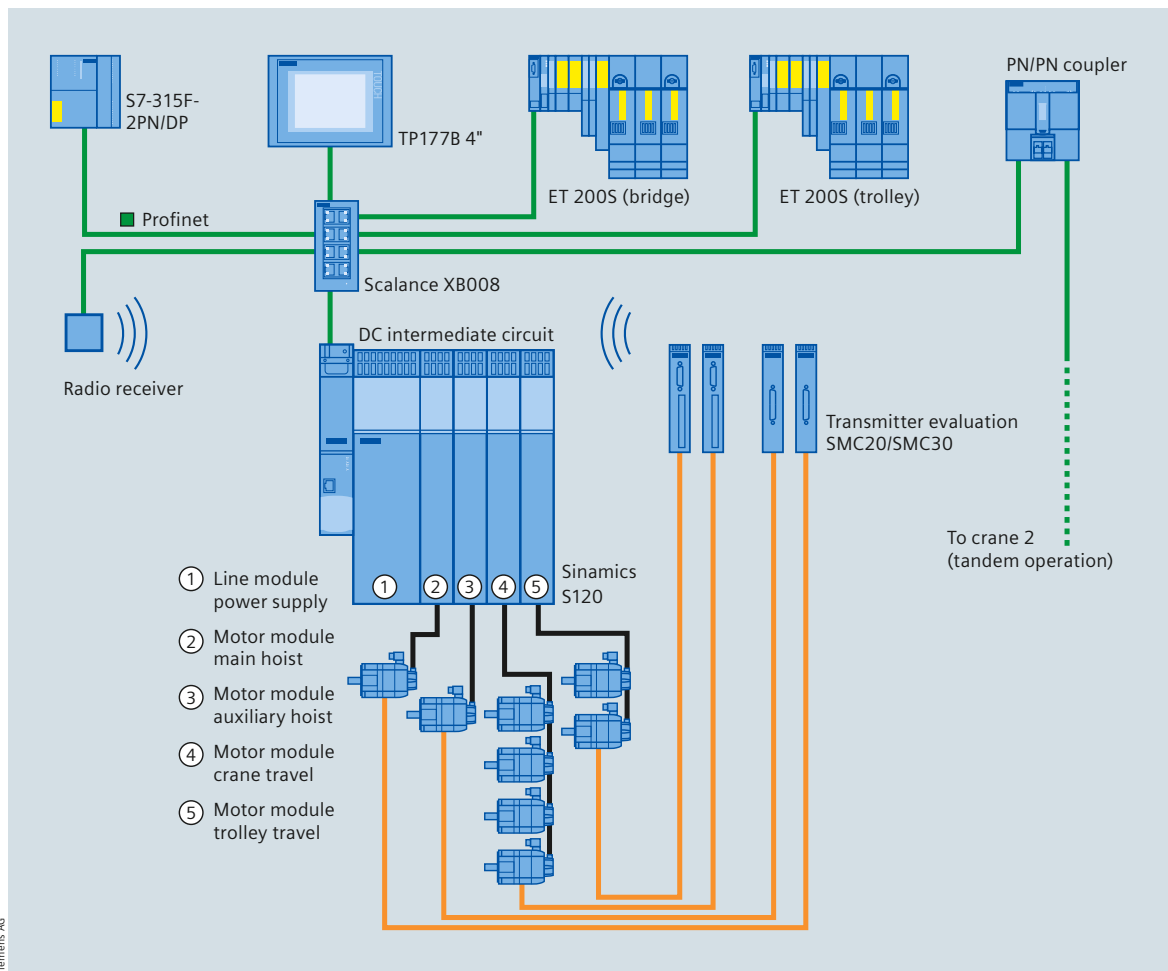 S7-315F-
2PN/DP
TP177B 4"
ET 200S (bridge)
ET 200S (trolley)
PN/PN coupler
Profinet
Scalance XB008
Radio receiver
DC intermediate circuit
Transmitter evaluation
SMC20/SMC30
To crane 2
(tandem operation)
Sinamics
S120
1 2 3 4 5
1 Line module
power supply
2 Motor module
main hoist
3 Motor module
auxiliary hoist
4 Motor module
crane travel
5 Motor module
trolley travel
AG